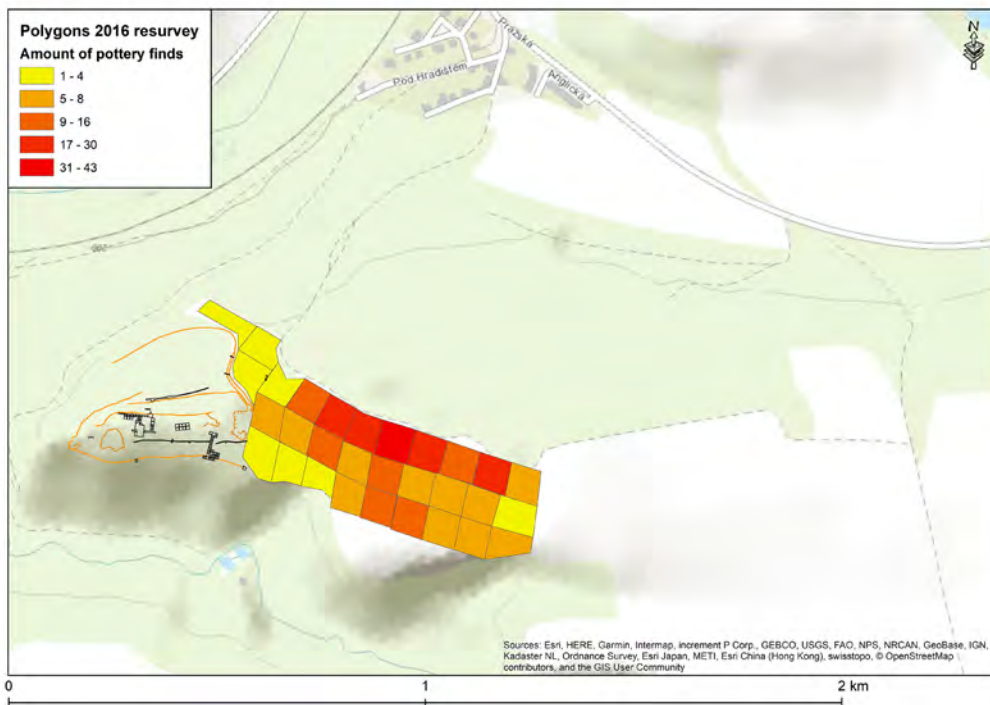 Polygons 2016 resurvey
Amount of pottery finds
1 - 4
5 - 8
9 - 16
17 - 30
31 - 43
Pražská
Pod Hradištěm
Anglická
N
200
Sources: Esri, HERE, Garmin, Intermap, increment P Corp., GEBCO, USGS, FAO, NPS, NRCAN, GeoBase, IGN,
Kadaster NL, Ordnance Survey, Esri Japan, METI, Esri China (Hong Kong), swisstopo, © OpenStreetMap
contributors, and the GIS User Community
0
1
2 km